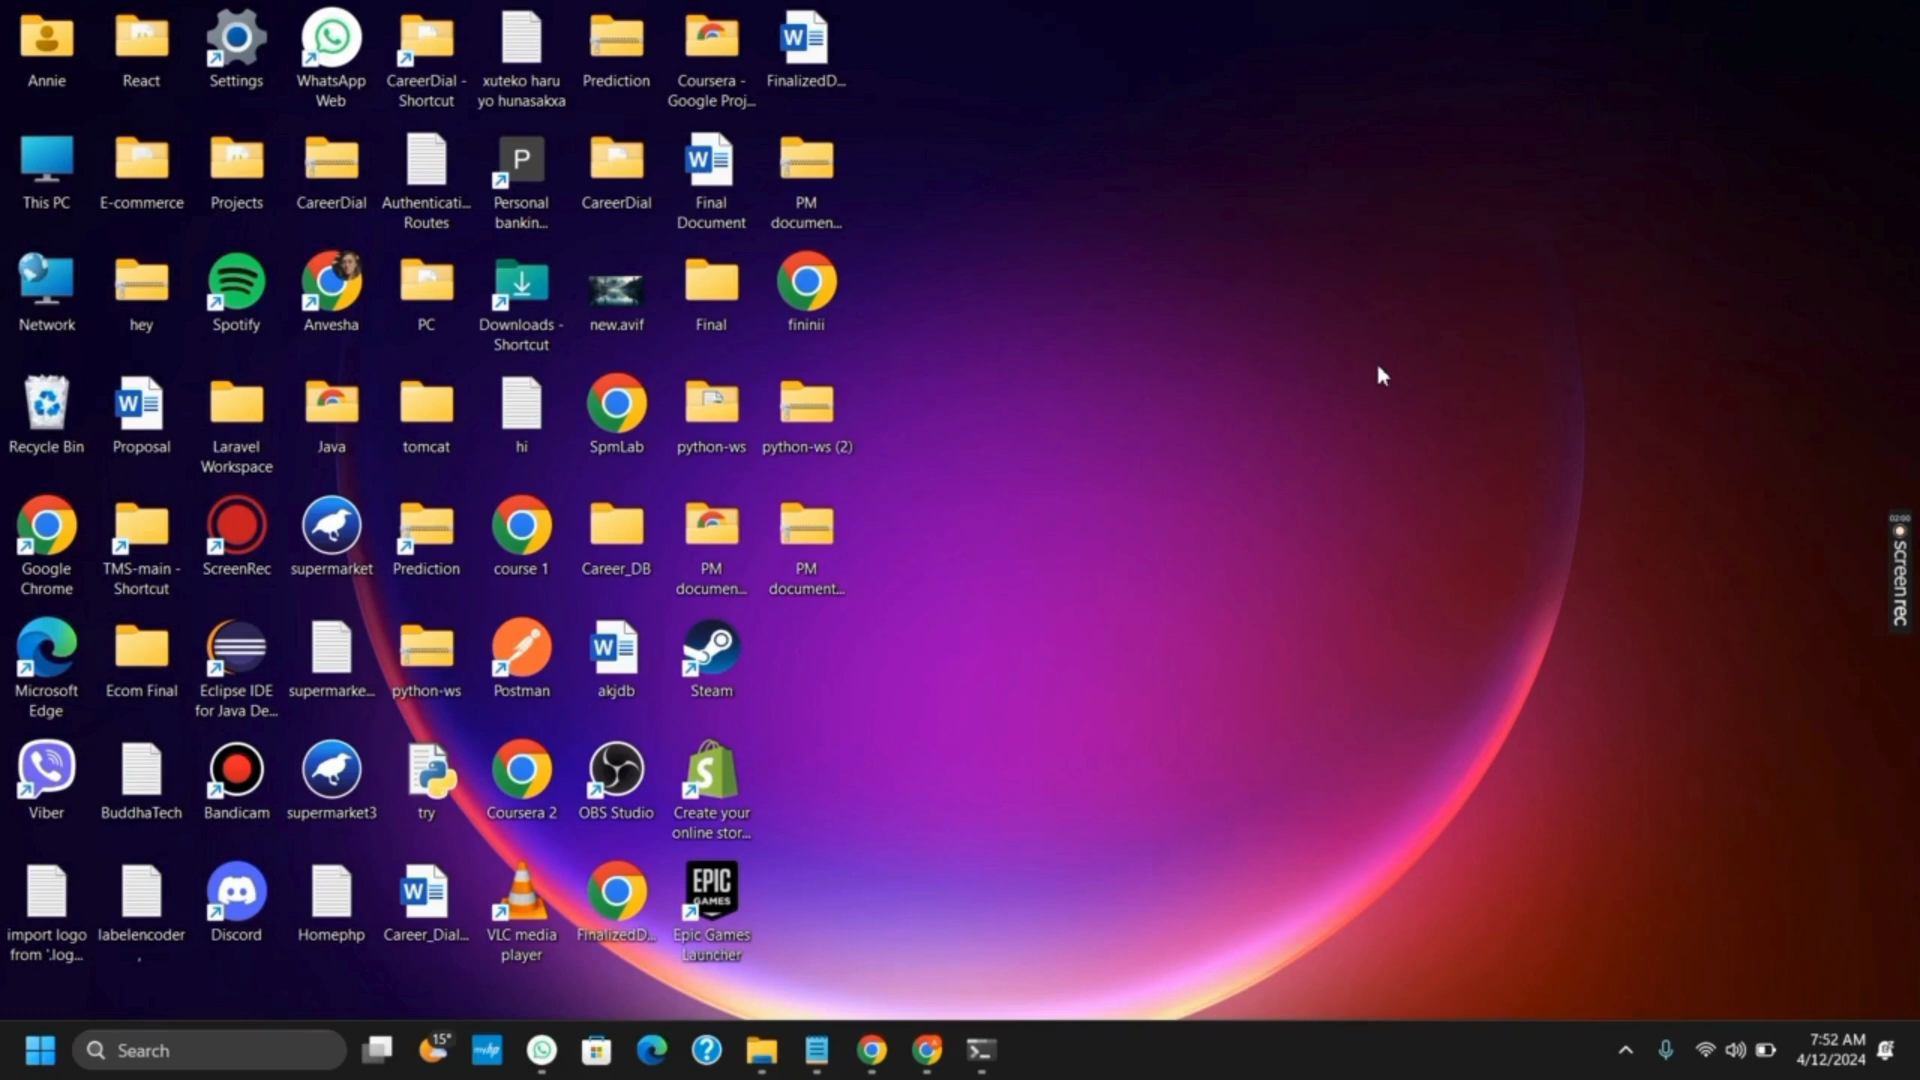 Annie
React
Settings
WhatsApp
Web
CareerDial -
Shortcut
xuteko haru
yo hunasakxa
Prediction
Coursera -
Google Proj...
FinalizedD...
This PC
E-commerce
Projects
CareerDial
Authenticati...
Routes
P
Personal
bankin...
CareerDial
Final
Document
PM
documen...
Network
hey
Spotify
Anvesha
PC
Downloads -
Shortcut
new.avif
Final
fininii
Recycle Bin
Proposal
Laravel
Workspace
Java
tomcat
hi
SpmLab
python-ws
python-ws (2)
Google
Chrome
TMS-main -
Shortcut
ScreenRec
supermarket
Prediction
course 1
Career_DB
PM
documen...
PM
document...
Microsoft
Edge
Ecom Final
Eclipse IDE
for Java De...
supermarke...
python-ws
Postman
akjdb
Steam
Viber
BuddhaTech
Bandicam
supermarket3
try
Coursera 2
OBS Studio
Create your
online stor...
import logo
from '.log...
labelencoder
,
Discord
Homephp
Career_Dial...
VLC media
player
FinalizedD...
EPIC
GAMES
Epic Games
Launcher
02:00
screenrec
Search
15°
myhp
7:52 AM
4/12/2024